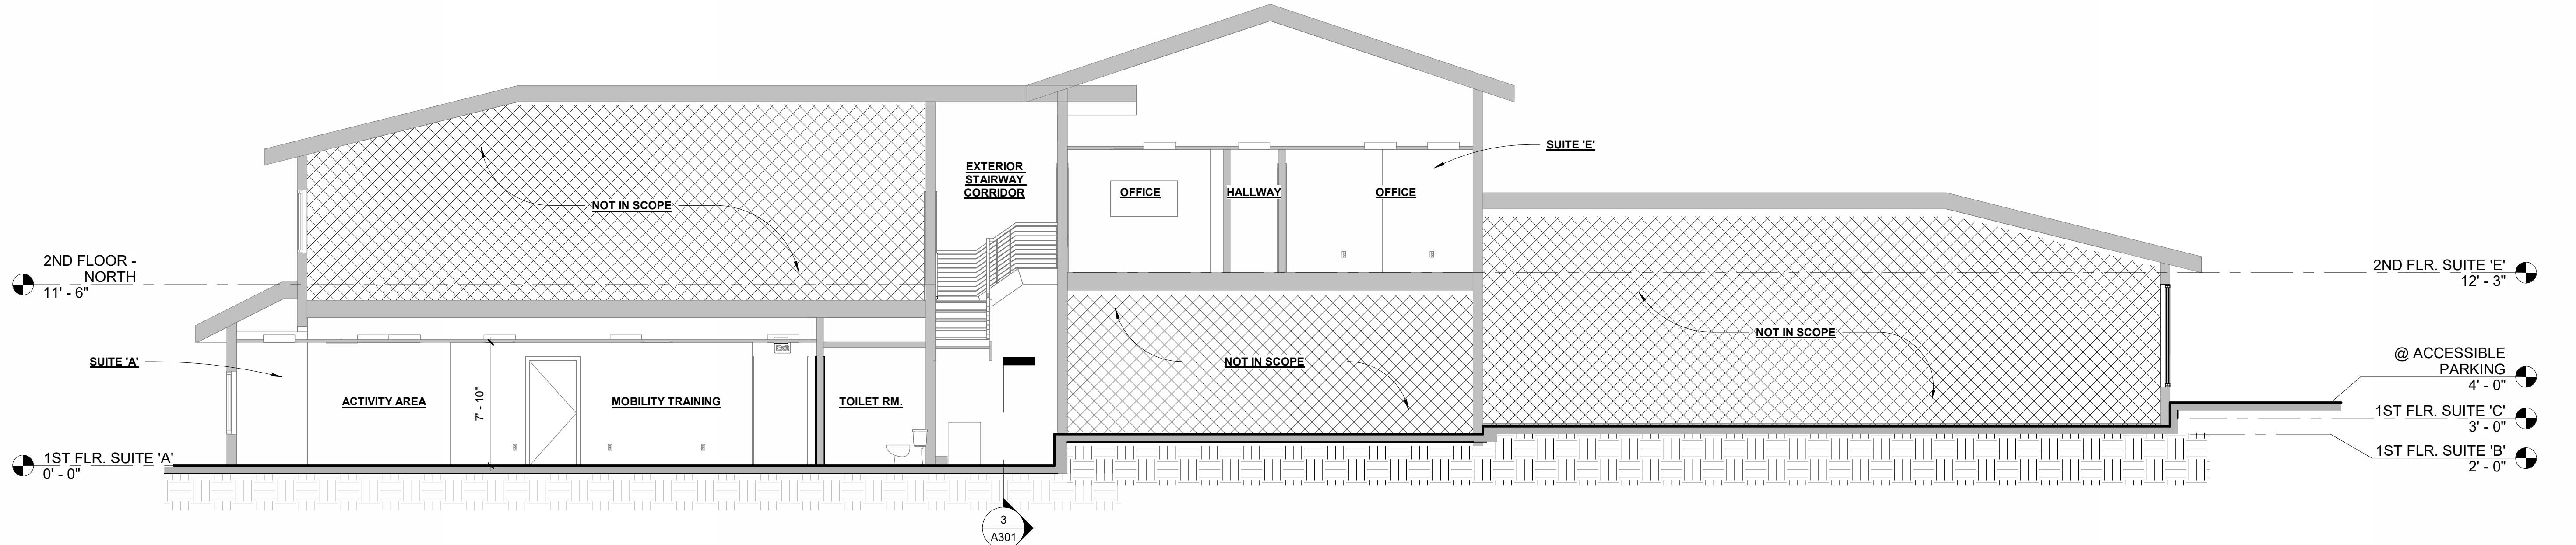 EXTERIOR
STAIRWAY
CORRIDOR
SUITE 'E'
OFFICE
HALLWAY
OFFICE
NOT IN SCOPE
2ND FLOOR -
NORTH
11' - 6"
2ND FLR. SUITE 'E'
12' - 3"
NOT IN SCOPE
NOT IN SCOPE
SUITE 'A'
@ ACCESSIBLE
PARKING
4' - 0"
ACTIVITY AREA
7' - 10"
MOBILITY TRAINING
TOILET RM.
1ST FLR. SUITE 'C'
3' - 0"
1ST FLR. SUITE 'A'
0' - 0"
1ST FLR. SUITE 'B'
2' - 0"
3
A301